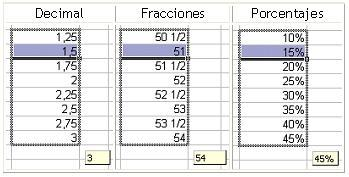 Decimal Fracciones Porcentajes
1,25 50 1/2 10%
1,5 51 15%
1,75 51 1/2 20%
2 52 25%
2,25 52 1/2 30%
2,5 53 35%
2,75 53 1/2 40%
3 54 45%
3 54 45%